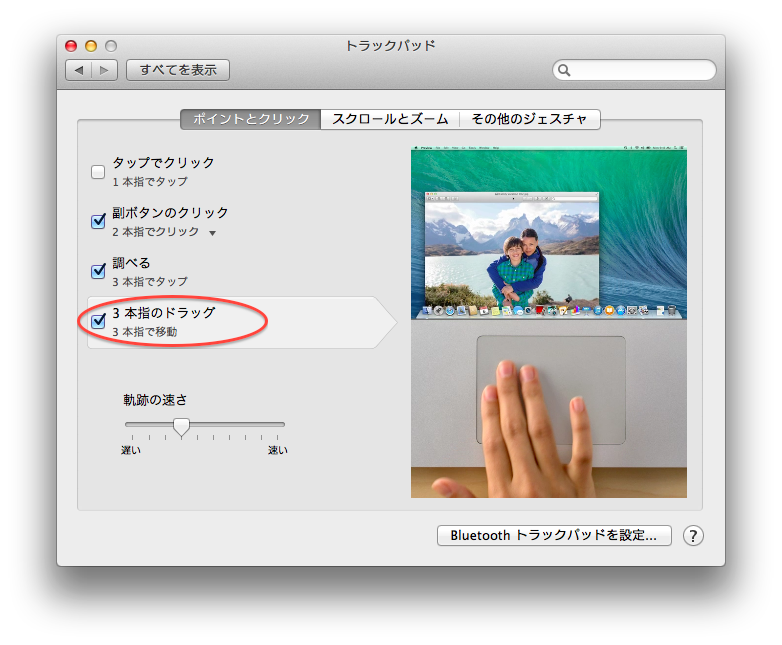 トラックパッド
すべてを表示
ポイントとクリック
スクロールとズーム
その他のジェスチャ
タップでクリック
1 本指でタップ
副ボタンのクリック
2 本指でクリック
調べる
3 本指でタップ
3 本指のドラッグ
3 本指で移動
軌跡の速さ
遅い
速い
Bluetooth トラックパッドを設定...
?